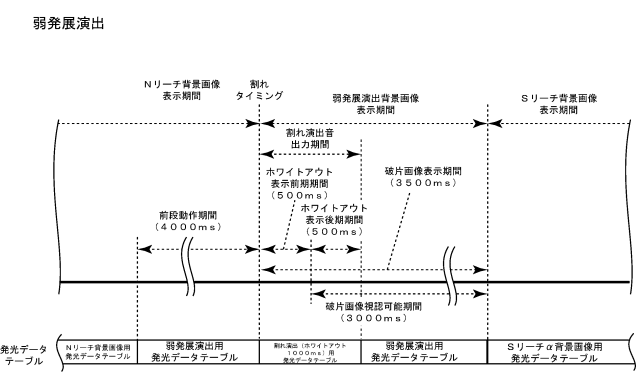 弱発展演出
Nリーチ背景画像
表示期間
割れ
タイミング
弱発展演出背景画像
表示期間
Sリーチ背景画像
表示期間
割れ演出音
出力期間
ホワイトアウト
表示前期期間
(500ms)
破片画像表示期間
(3500ms)
ホワイトアウト
表示後期期間
(500ms)
前段動作期間
(4000ms)
破片画像視認可能期間
(3000ms)
発光データ
テーブル
Nリーチ背景画像用
発光データテーブル
弱発展演出用
発光データテーブル
割れ演出(ホワイトアウト
1000ms)用
発光データテーブル
弱発展演出用
発光データテーブル
Sリーチα背景画像用
発光データテーブル